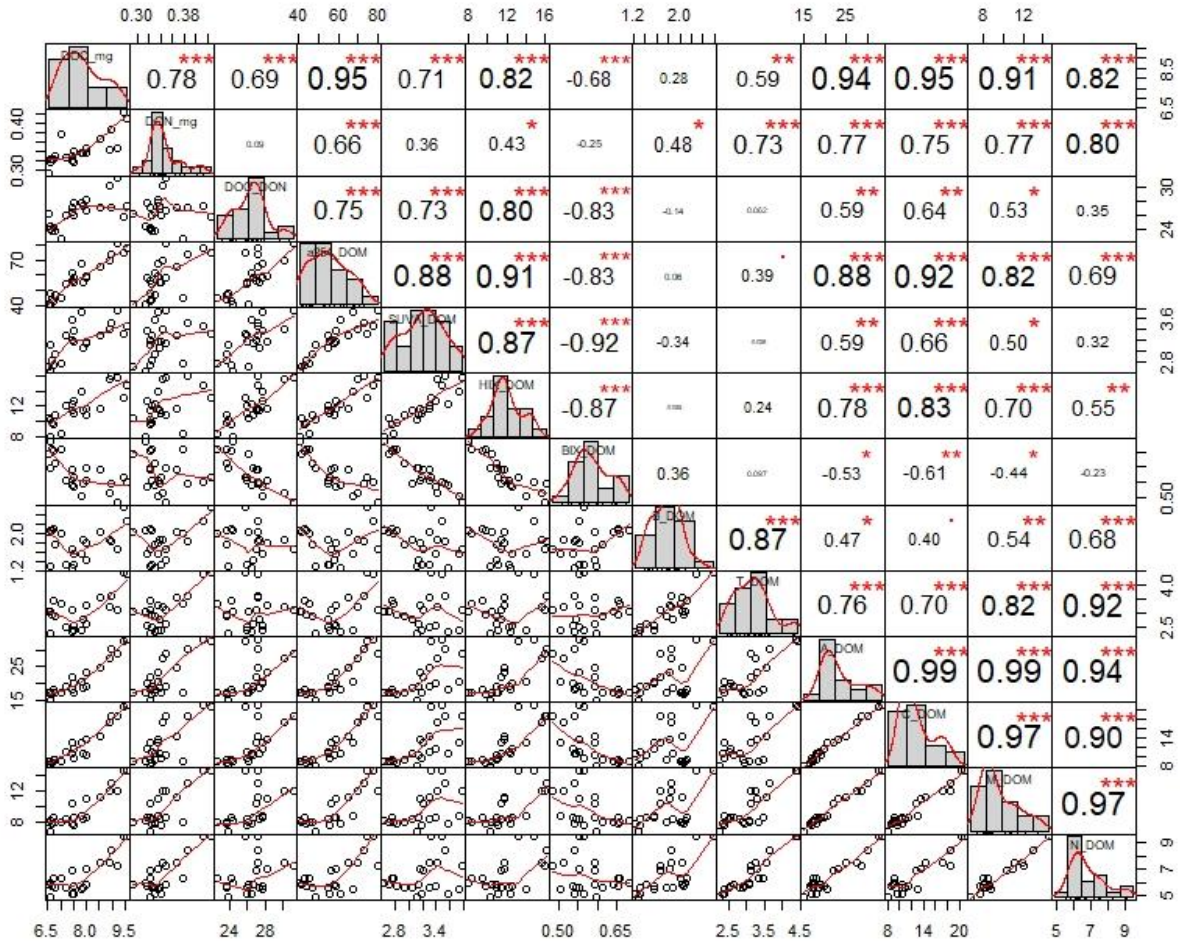 0.30 0.38 40 60 80 8 12 16 1.2 2.0 15 25 8 12
DOC_mg 0.78 *** 0.69 *** 0.95 *** 0.71 *** 0.82 *** -0.68 *** 0.28 0.59 ** 0.94 *** 0.95 *** 0.91 *** 0.82 *** 6.5 8.5
0.30 0.40 DON_mg 0.09 0.66 *** 0.36 0.43 * -0.25 0.48 * 0.73 *** 0.77 *** 0.75 *** 0.77 *** 0.80 ***
DOC_DON 0.75 *** 0.73 *** 0.80 *** -0.83 *** -0.14 0.062 0.59 ** 0.64 ** 0.53 * 0.35 24 30
40 70 a254_DOM 0.88 *** 0.91 *** -0.83 *** 0.06 0.39 . 0.88 *** 0.92 *** 0.82 *** 0.69 ***
SUVA_DOM 0.87 *** -0.92 *** -0.34 0.59 ** 0.66 *** 0.50 * 0.32 2.8 3.6
8 12 HIX_DOM -0.87 *** 0.24 0.78 *** 0.83 *** 0.70 *** 0.55 **
BIX_DOM 0.36 0.097 -0.53 * -0.61 ** -0.44 * -0.23 0.50
1.2 2.0 B_DOM 0.87 *** 0.47 * 0.40 . 0.54 ** 0.68 ***
T_DOM 0.76 *** 0.70 *** 0.82 *** 0.92 *** 2.5 4.0
15 25 A_DOM 0.99 *** 0.99 *** 0.94 ***
C_DOM 0.97 *** 0.90 *** 8 14
8 12 M_DOM 0.97 ***
N_DOM 5 7 9
6.5 8.0 9.5 24 28 2.8 3.4 0.50 0.65 2.5 3.5 4.5 8 14 20 5 7 9